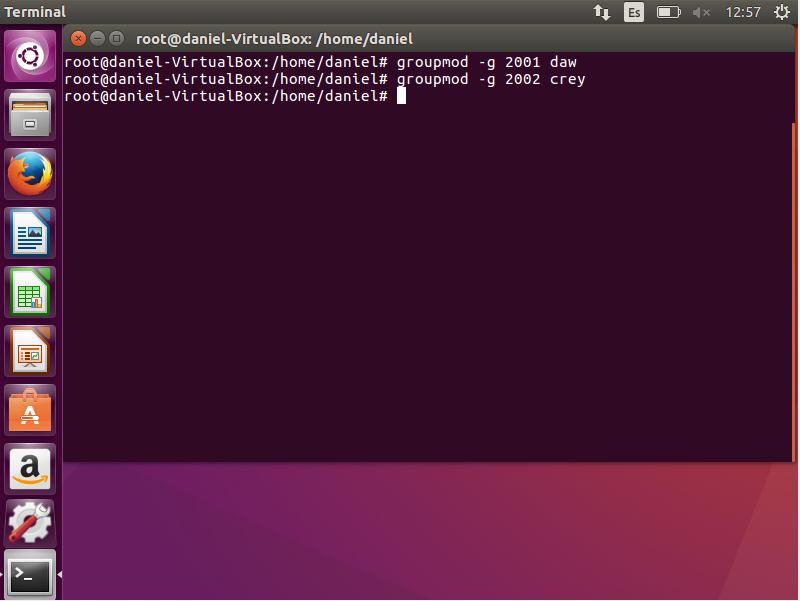 Terminal
Es
12:57
root@daniel-VirtualBox: /home/daniel
root@daniel-VirtualBox:/home/daniel# groupmod -g 2001 daw
root@daniel-VirtualBox:/home/daniel# groupmod -g 2002 crey
root@daniel-VirtualBox:/home/daniel#
A
a
>_